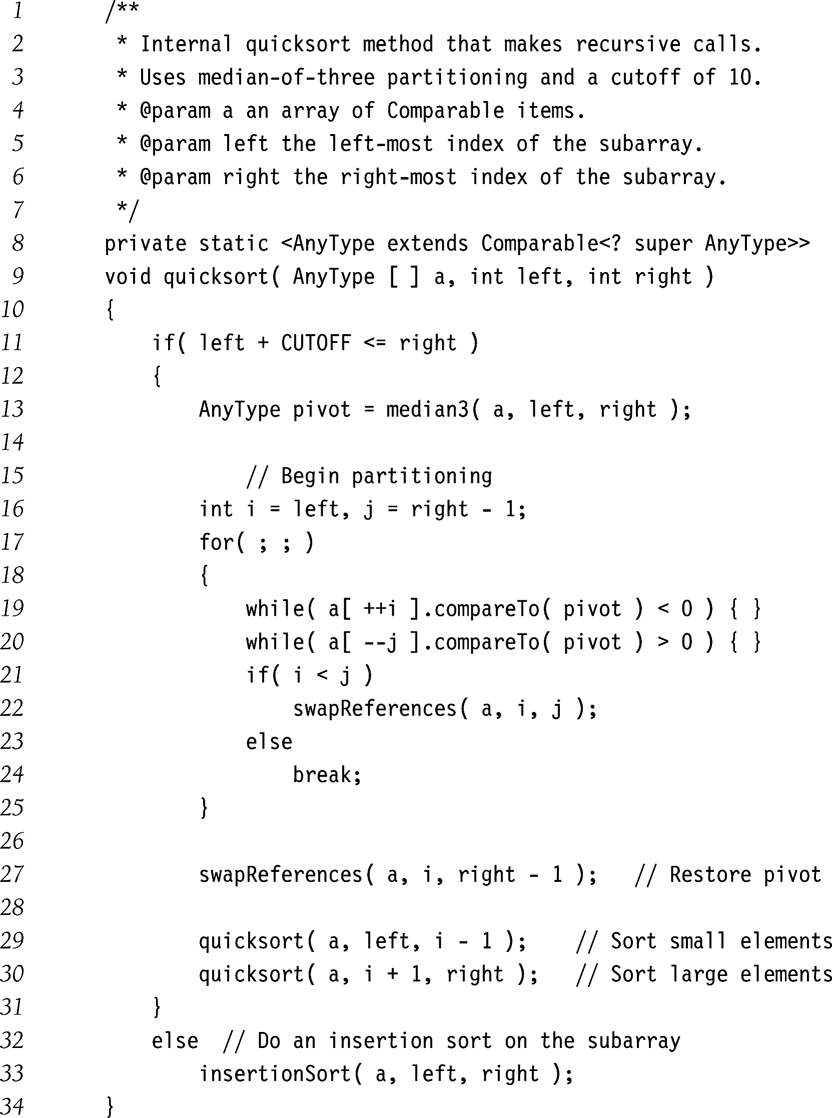 1 /**
2 * Internal quicksort method that makes recursive calls.
3 * Uses median-of-three partitioning and a cutoff of 10.
4 * @param a an array of Comparable items.
5 * @param left the left-most index of the subarray.
6 * @param right the right-most index of the subarray.
7 */
8 private static <AnyType extends Comparable<? super AnyType>>
9 void quicksort( AnyType [ ] a, int left, int right )
10 {
11 if( left + CUTOFF <= right )
12 {
13 AnyType pivot = median3( a, left, right );
14
15 // Begin partitioning
16 int i = left, j = right - 1;
17 for( ; ; )
18 {
19 while( a[ ++i ].compareTo( pivot ) < 0 ) { }
20 while( a[ --j ].compareTo( pivot ) > 0 ) { }
21 if( i < j )
22 swapReferences( a, i, j );
23 else
24 break;
25 }
26
27 swapReferences( a, i, right - 1 ); // Restore pivot
28
29 quicksort( a, left, i - 1 ); // Sort small elements
30 quicksort( a, i + 1, right ); // Sort large elements
31 }
32 else // Do an insertion sort on the subarray
33 insertionSort( a, left, right );
34 }